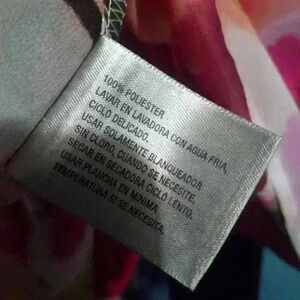 100% POLIESTER
LAVAR EN LAVADORA CON AGUA FRIA,
CICLO DELICADO.
USAR SOLAMENTE BLANQUEADOR
SIN CLORO, CUANDO SE NECESITE.
SECAR EN SECADORA CICLO LENTO.
USAR PLANCHA EN MINIMA
TEMPERATURA SI SE NECESITA.